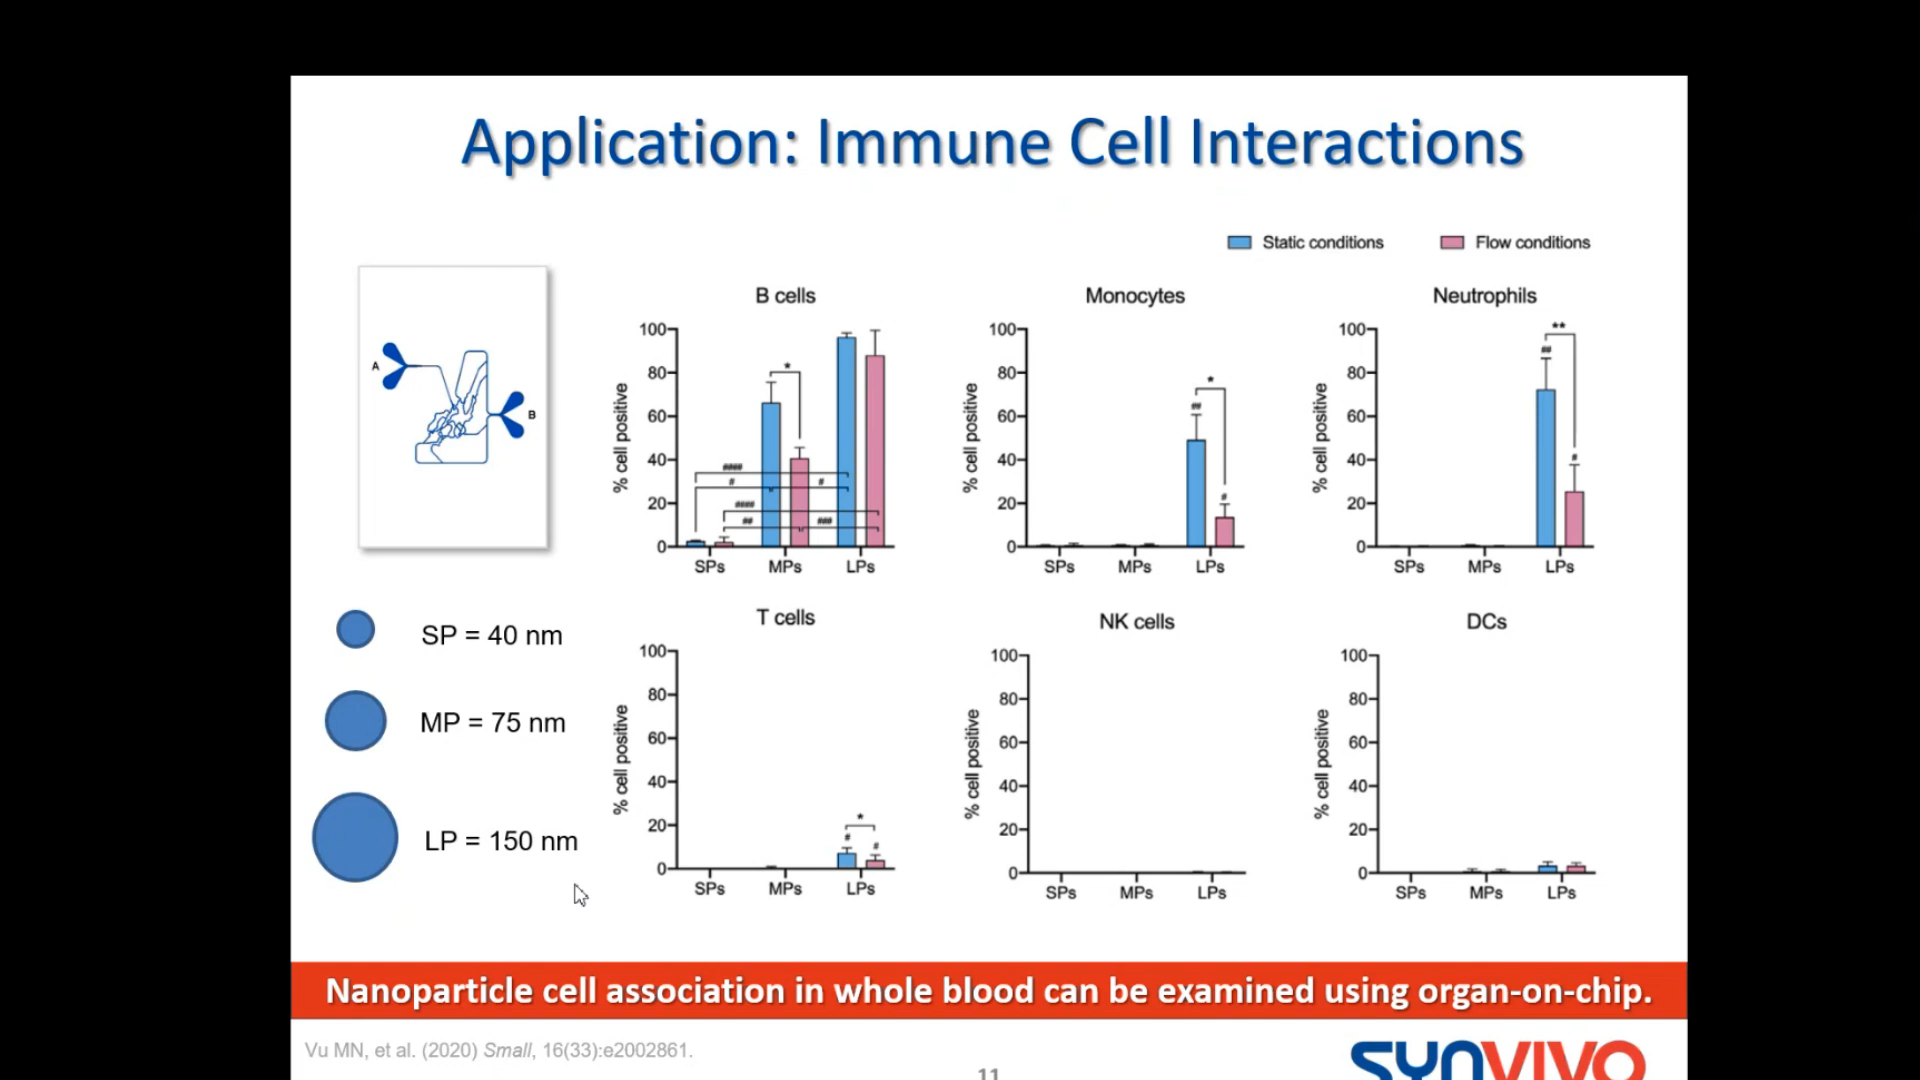 Application: Immune Cell Interactions
Static conditions
Flow conditions
A
B
SP = 40 nm
MP = 75 nm
LP = 150 nm
B cells
% cell positive
100
80
60
40
20
0
*
####
#
#
####
##
###
SPs
MPs
LPs
Monocytes
% cell positive
100
80
60
40
20
0
*
##
#
SPs
MPs
LPs
Neutrophils
% cell positive
100
80
60
40
20
0
**
##
#
SPs
MPs
LPs
T cells
% cell positive
100
80
60
40
20
0
*
#
#
SPs
MPs
LPs
NK cells
% cell positive
100
80
60
40
20
0
SPs
MPs
LPs
DCs
% cell positive
100
80
60
40
20
0
SPs
MPs
LPs
Nanoparticle cell association in whole blood can be examined using organ-on-chip.
Vu MN, et al. (2020) Small, 16(33):e2002861.
11
SYNVIVO